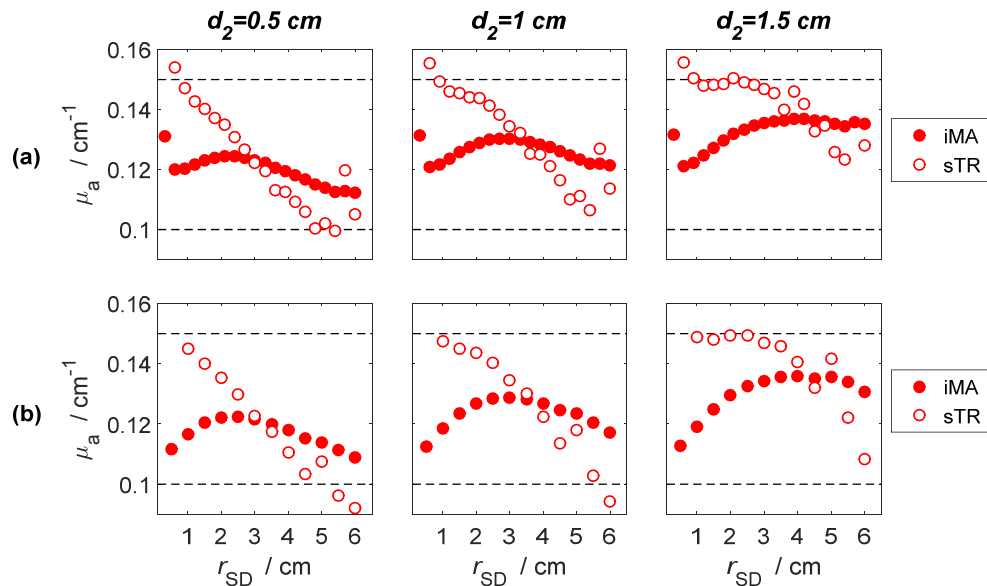 d2=0.5 cm
d2=1 cm
d2=1.5 cm
(a)
μa / cm-1
0.16
0.14
0.12
0.1
iMA
sTR
(b)
μa / cm-1
0.16
0.14
0.12
0.1
iMA
sTR
1 2 3 4 5 6
1 2 3 4 5 6
1 2 3 4 5 6
rSD / cm
rSD / cm
rSD / cm